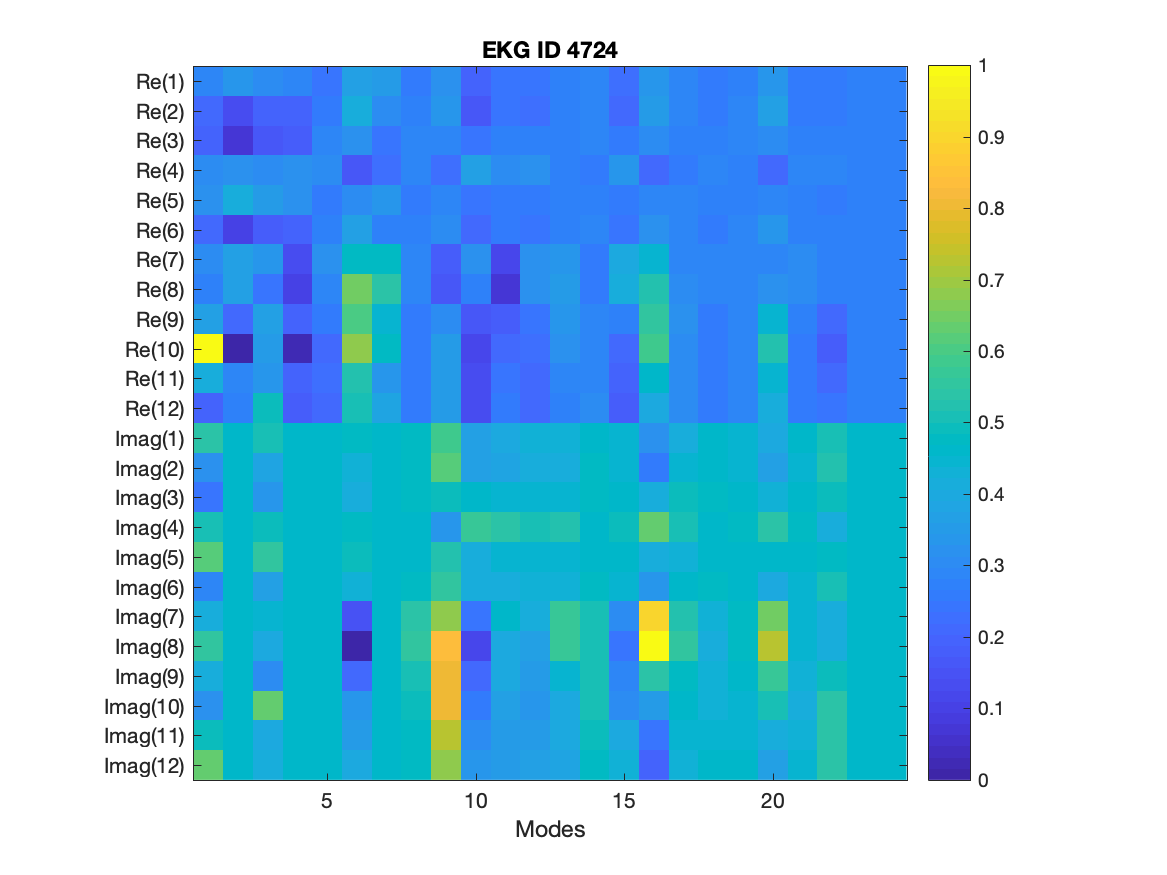 EKG ID 4724
Re(1)
Re(2)
Re(3)
Re(4)
Re(5)
Re(6)
Re(7)
Re(8)
Re(9)
Re(10)
Re(11)
Re(12)
Imag(1)
Imag(2)
Imag(3)
Imag(4)
Imag(5)
Imag(6)
Imag(7)
Imag(8)
Imag(9)
Imag(10)
Imag(11)
Imag(12)
5 10 15 20
Modes
1
0.9
0.8
0.7
0.6
0.5
0.4
0.3
0.2
0.1
0